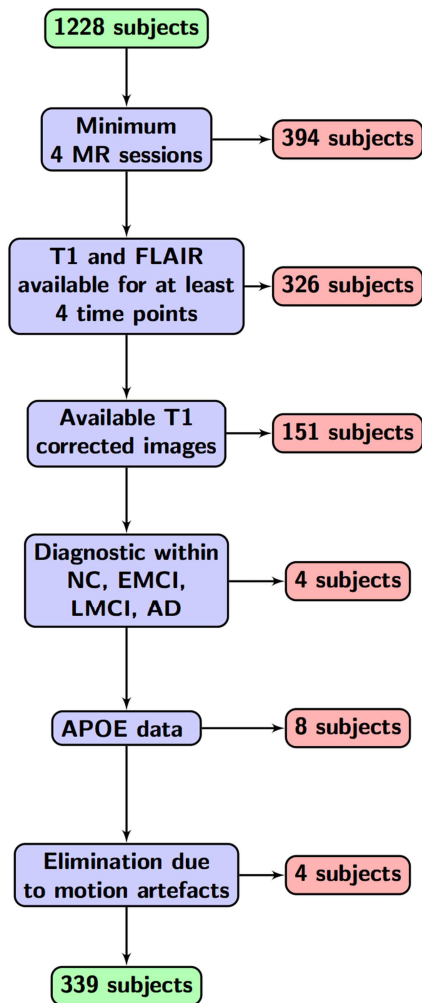 1228 subjects
Minimum
4 MR sessions
394 subjects
T1 and FLAIR
available for at least
4 time points
326 subjects
Available T1
corrected images
151 subjects
Diagnostic within
NC, EMCI,
LMCI, AD
4 subjects
APOE data
8 subjects
Elimination due
to motion artefacts
4 subjects
339 subjects